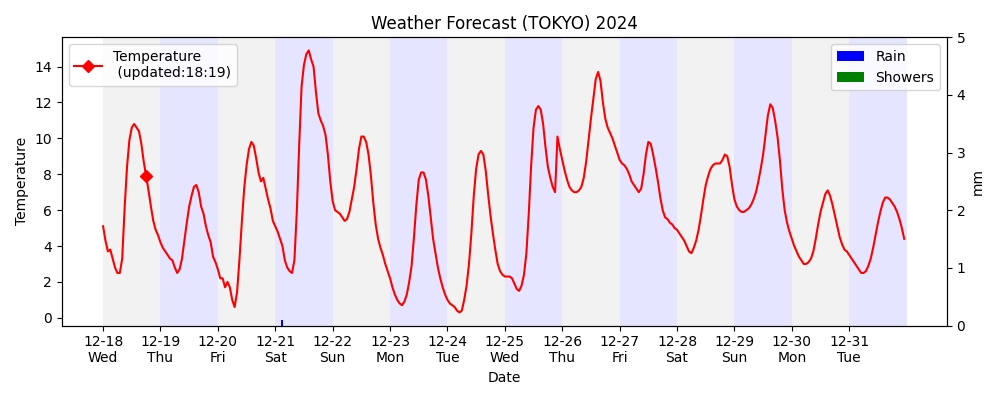 Weather Forecast (TOKYO) 2024
Temperature
(updated:18:19)
Rain
Showers
Temperature
14
12
10
8
6
4
2
0
5
4
3
2
1
0
mm
12-18 12-19 12-20 12-21 12-22 12-23 12-24 12-25 12-26 12-27 12-28 12-29 12-30 12-31
Wed Thu Fri Sat Sun Mon Tue Wed Thu Fri Sat Sun Mon Tue
Date